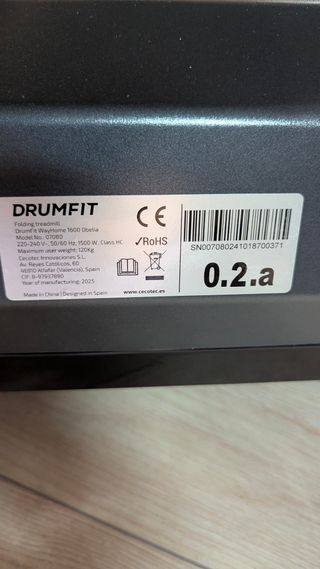 DRUMFIT
Folding treadmill
DrumFit WayHome 1600 Obelia
Model No.: 07080
220-240 V~, 50/60 Hz, 1500 W, Class HC
Maximum user weight: 120Kg
Cecotec Innovaciones S.L.
Av. Reyes Católicos, 60
46910 Alfafar (Valencia), Spain
CIF: B-97937890
Year of manufacturing: 2025
Made in China | Designed in Spain
CE
✓RoHS
www.cecotec.es
SN007080241018700371
0.2.a